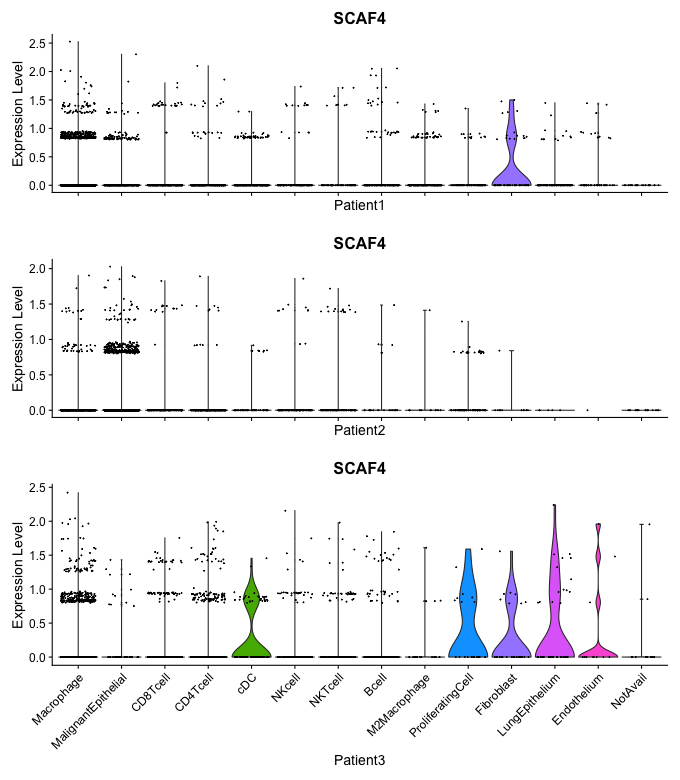 SCAF4
Expression Level
2.5
2.0
1.5
1.0
0.5
0.0
Patient1
SCAF4
Expression Level
2.0
1.5
1.0
0.5
0.0
Patient2
SCAF4
Expression Level
2.5
2.0
1.5
1.0
0.5
0.0
Macrophage
MalignantEpithelial
CD8Tcell
CD4Tcell
cDC
NKcell
NKTcell
Bcell
M2Macrophage
ProliferatingCell
Fibroblast
LungEpithelium
Endothelium
NotAvail
Patient3